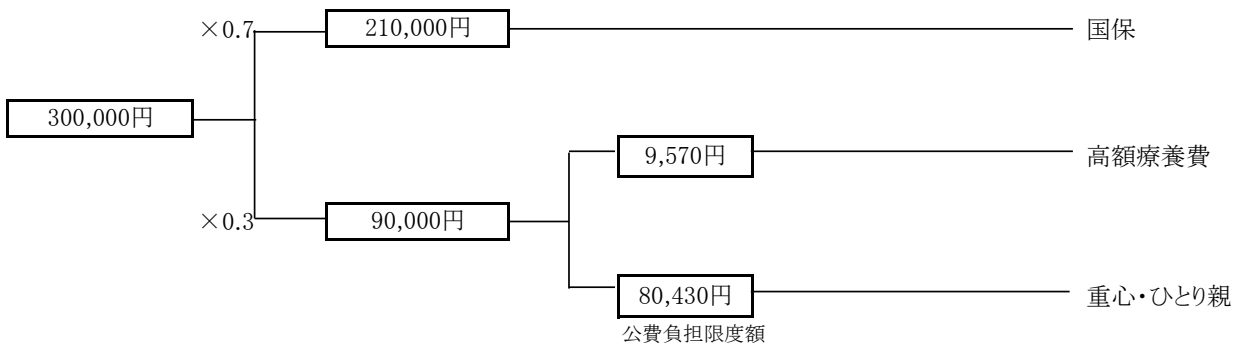 ×0.7
210,000円
国保
300,000円
9,570円
高額療養費
×0.3
90,000円
80,430円
重心・ひとり親
公費負担限度額